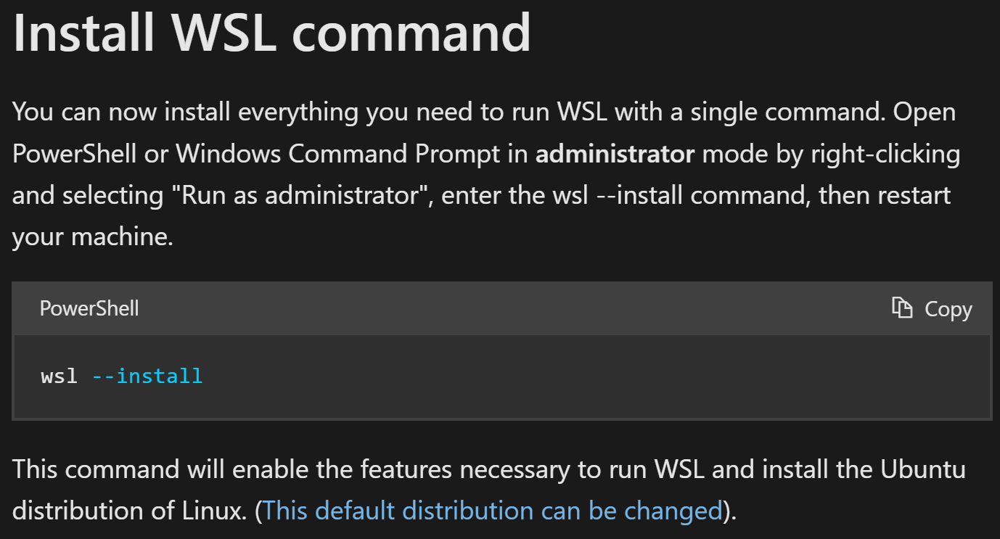 Install WSL command
You can now install everything you need to run WSL with a single command. Open
PowerShell or Windows Command Prompt in administrator mode by right-clicking
and selecting "Run as administrator", enter the wsl --install command, then restart
your machine.
PowerShell
Copy
wsl --install
This command will enable the features necessary to run WSL and install the Ubuntu
distribution of Linux. (This default distribution can be changed).